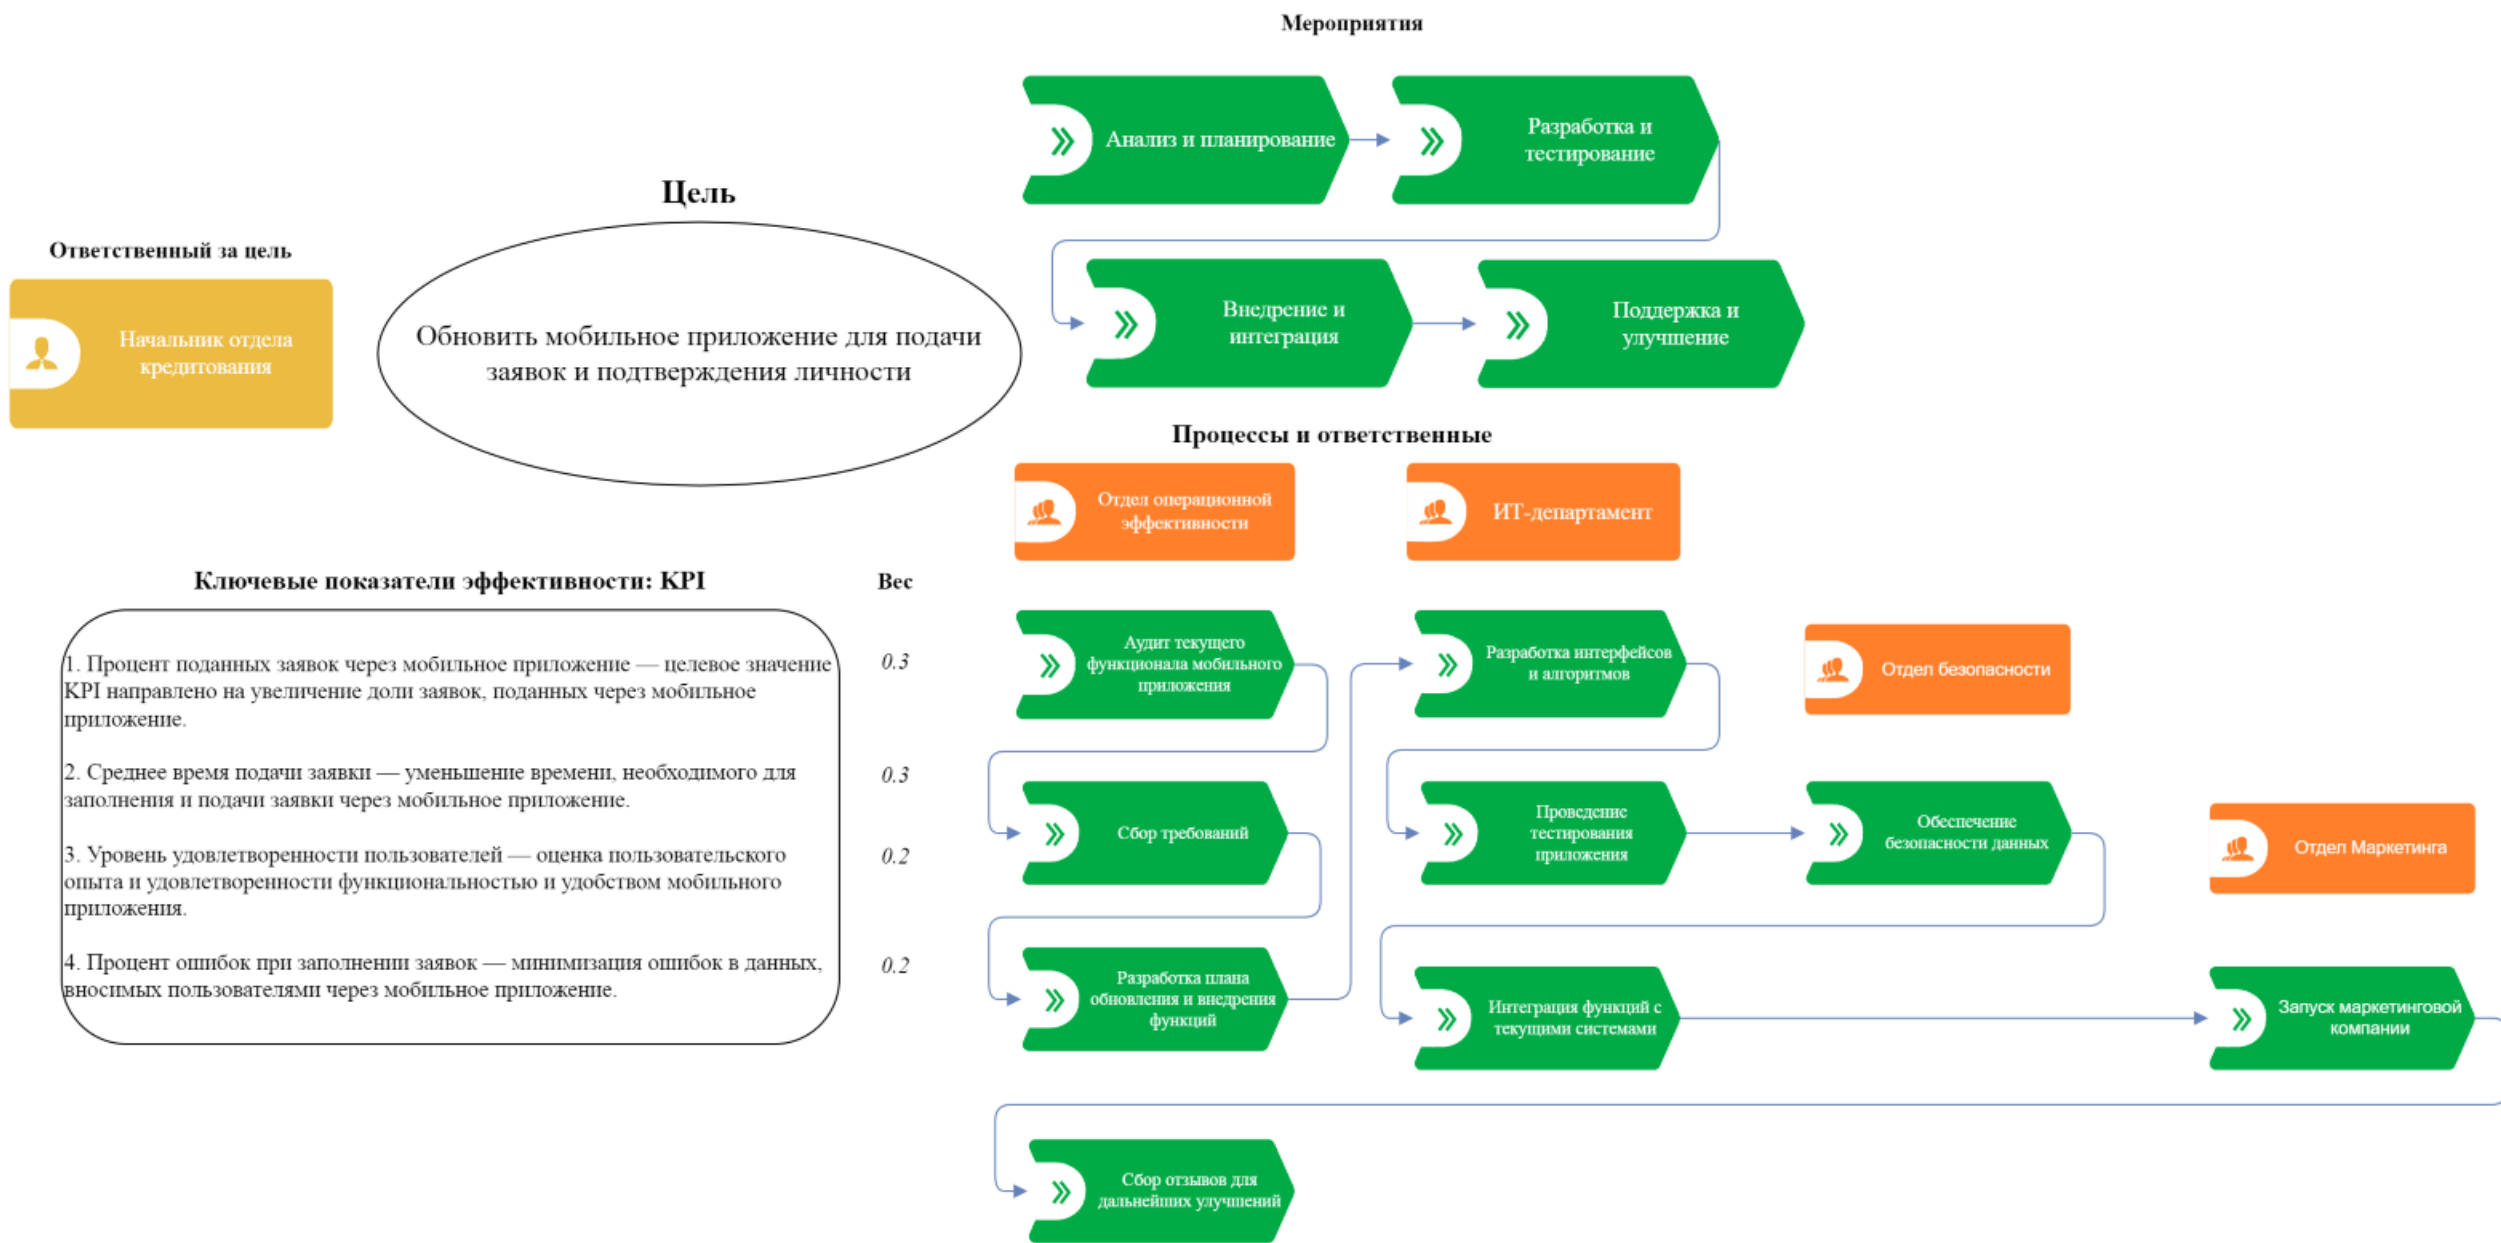 Мероприятия
Анализ и планирование
Разработка и
тестирование
Внедрение и
интеграция
Поддержка и
улучшение
Цель
Обновить мобильное приложение для подачи
заявок и подтверждения личности
Ответственный за цель
Начальник отдела
кредитования
Процессы и ответственные
Отдел операционной
эффективности
ИТ-департамент
Отдел безопасности
Отдел Маркетинга
Ключевые показатели эффективности: KPI
Вес
1. Процент поданных заявок через мобильное приложение — целевое значение
KPI направлено на увеличение доли заявок, поданных через мобильное
приложение.
0.3
2. Среднее время подачи заявки — уменьшение времени, необходимого для
заполнения и подачи заявки через мобильное приложение.
0.3
3. Уровень удовлетворенности пользователей — оценка пользовательского
опыта и удовлетворенности функциональностью и удобством мобильного
приложения.
0.2
4. Процент ошибок при заполнении заявок — минимизация ошибок в данных,
вносимых пользователями через мобильное приложение.
0.2
Аудит текущего
функционала мобильного
приложения
Сбор требований
Разработка плана
обновления и внедрения
функций
Разработка интерфейсов
и алгоритмов
Проведение
тестирования
приложения
Обеспечение
безопасности данных
Интеграция функций с
текущими системами
Запуск маркетинговой
компании
Сбор отзывов для
дальнейших улучшений